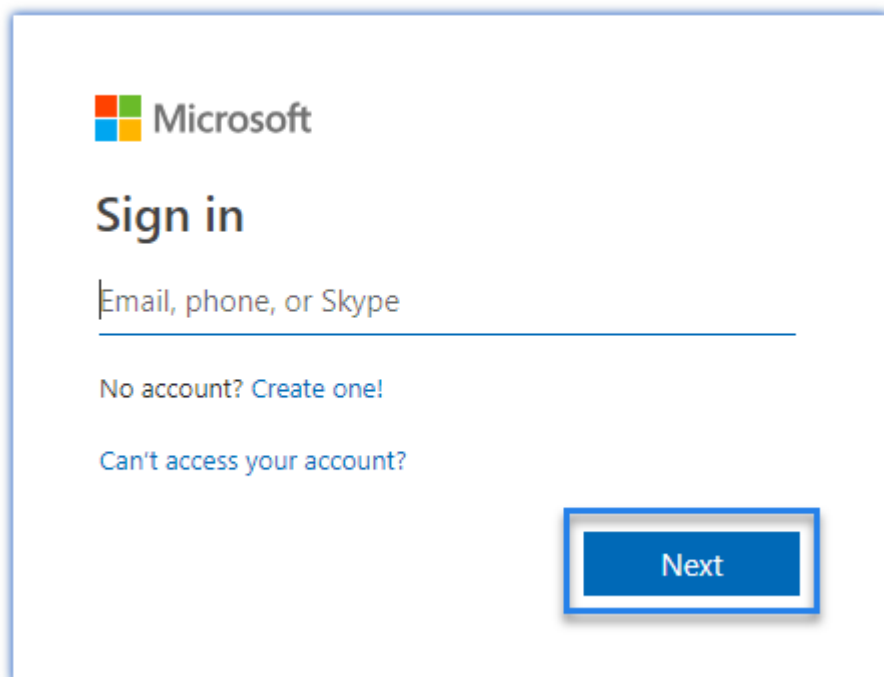 Microsoft
Sign in
Email, phone, or Skype
No account? Create one!
Can't access your account?
Next